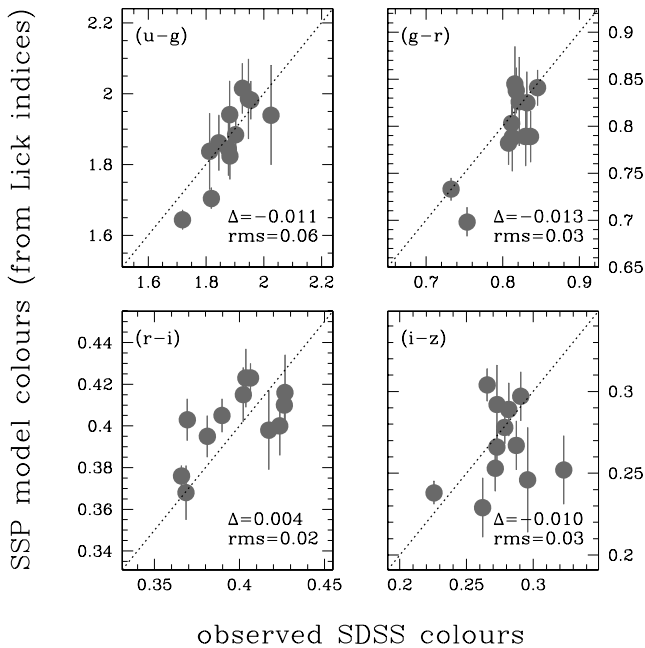 SSP model colours (from Lick indices)
(u-g)
2.2
2
1.8
1.6
Δ=-0.011
rms=0.06
1.6 1.8 2 2.2
(g-r)
0.9
0.85
0.8
0.75
0.7
0.65
Δ=-0.013
rms=0.03
0.7 0.8 0.9
(r-i)
0.44
0.42
0.4
0.38
0.36
0.34
Δ=0.004
rms=0.02
0.35 0.4 0.45
(i-z)
0.3
0.25
0.2
Δ=-0.010
rms=0.03
0.2 0.25 0.3
observed SDSS colours